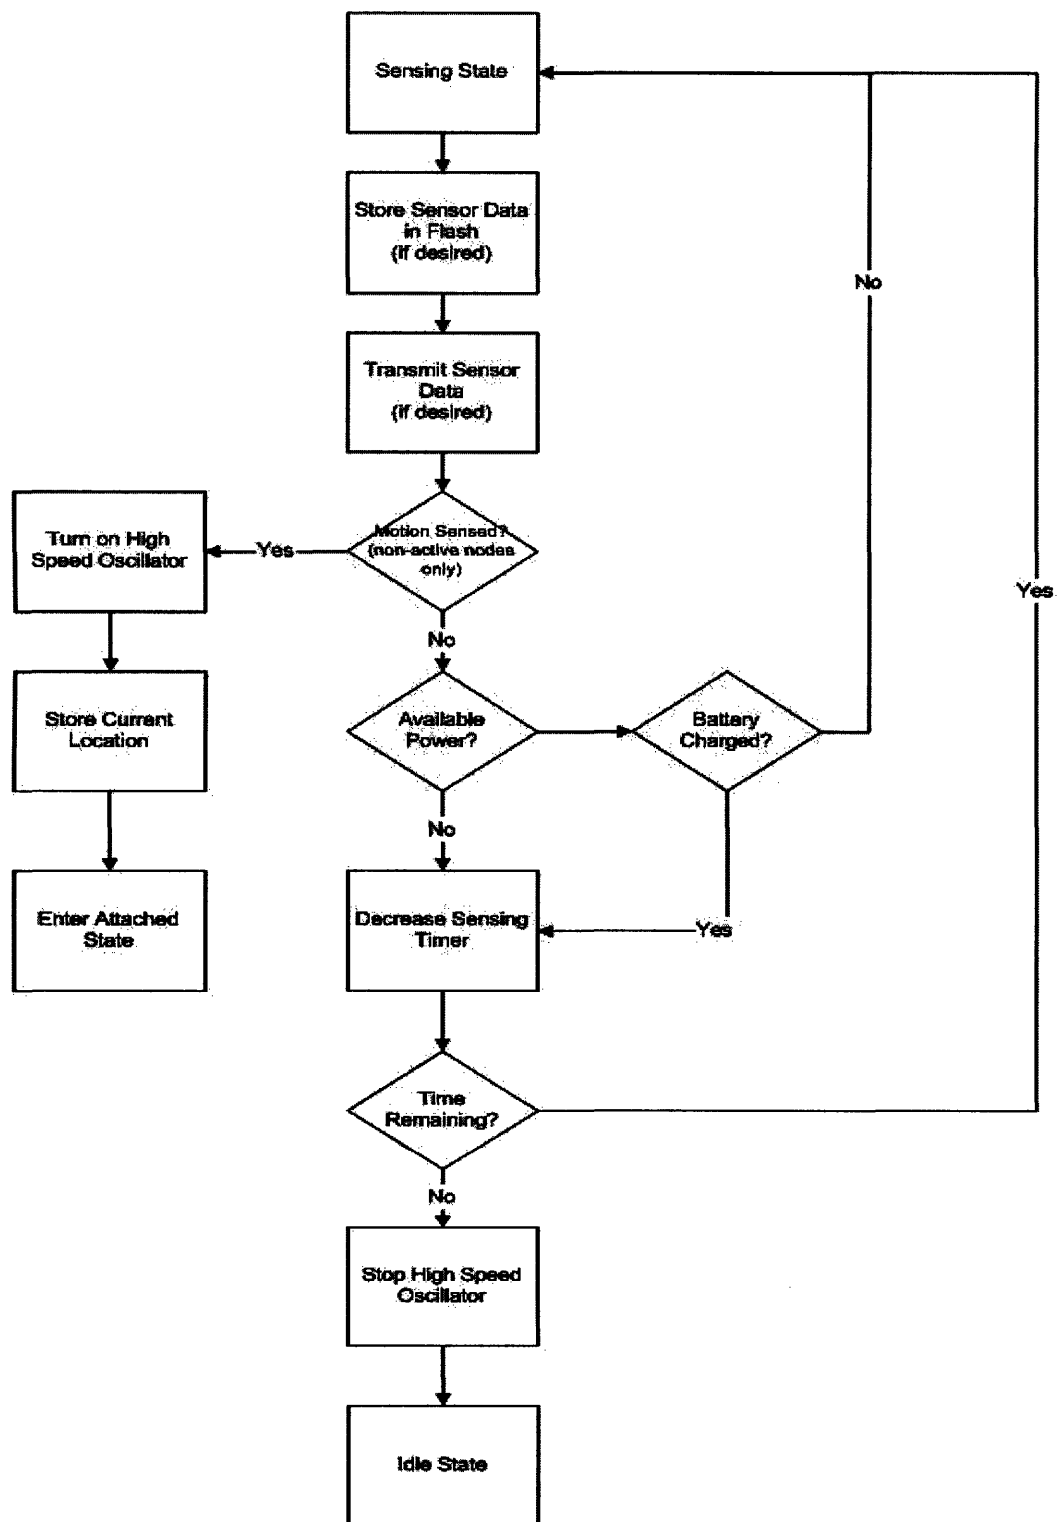 Sensing State
Store Sensor Data
in Flash
(if desired)
No
Transmit Sensor
Data
(if desired)
Turn on High
Speed Oscillator
Yes
Motion Sensed?
(non-active nodes
only)
Yes
No
Store Current
Location
Available
Power?
Battery
Charged?
No
Enter Attached
State
Decrease Sensing
Timer
Yes
Time
Remaining?
No
Stop High Speed
Oscillator
Idle State